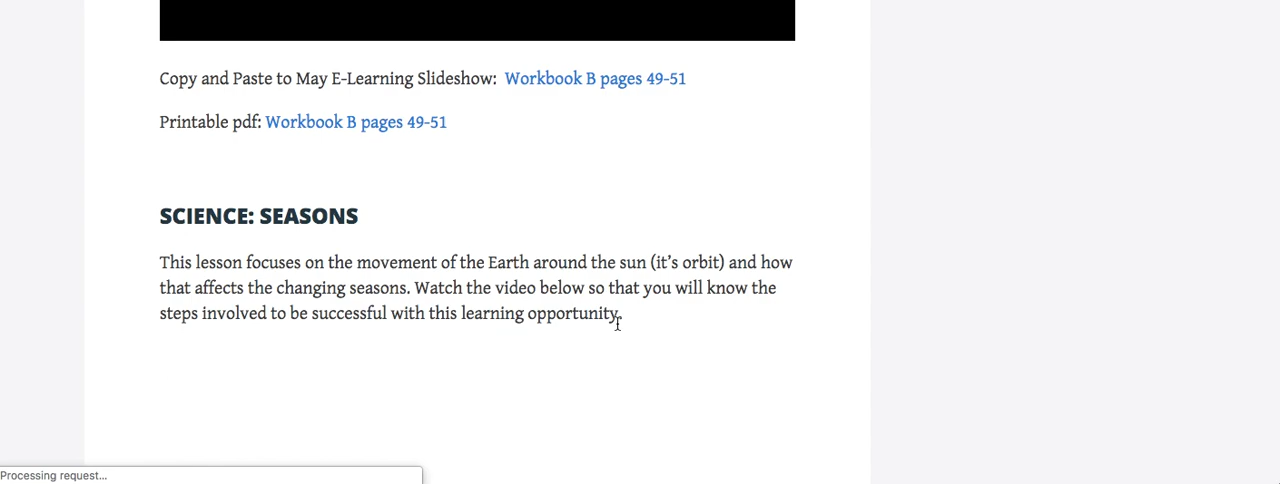 Copy and Paste to May E-Learning Slideshow: Workbook B pages 49-51
Printable pdf: Workbook B pages 49-51
SCIENCE: SEASONS
This lesson focuses on the movement of the Earth around the sun (it’s orbit) and how
that affects the changing seasons. Watch the video below so that you will know the
steps involved to be successful with this learning opportunity.
Processing request...